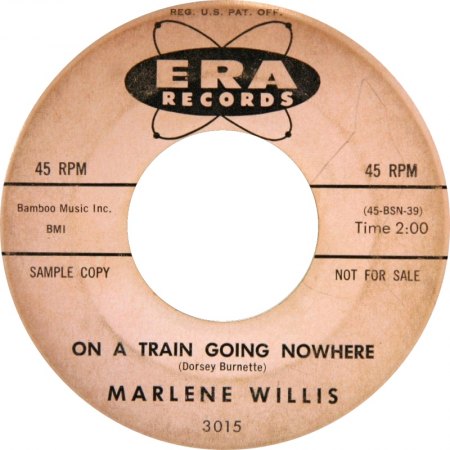 REG. U.S. PAT. OFF.
ERA
RECORDS
45 RPM
45 RPM
Bamboo Music Inc.
BMI
(45-BSN-39)
Time 2:00
SAMPLE COPY
NOT FOR SALE
ON A TRAIN GOING NOWHERE
(Dorsey Burnette)
MARLENE WILLIS
3015